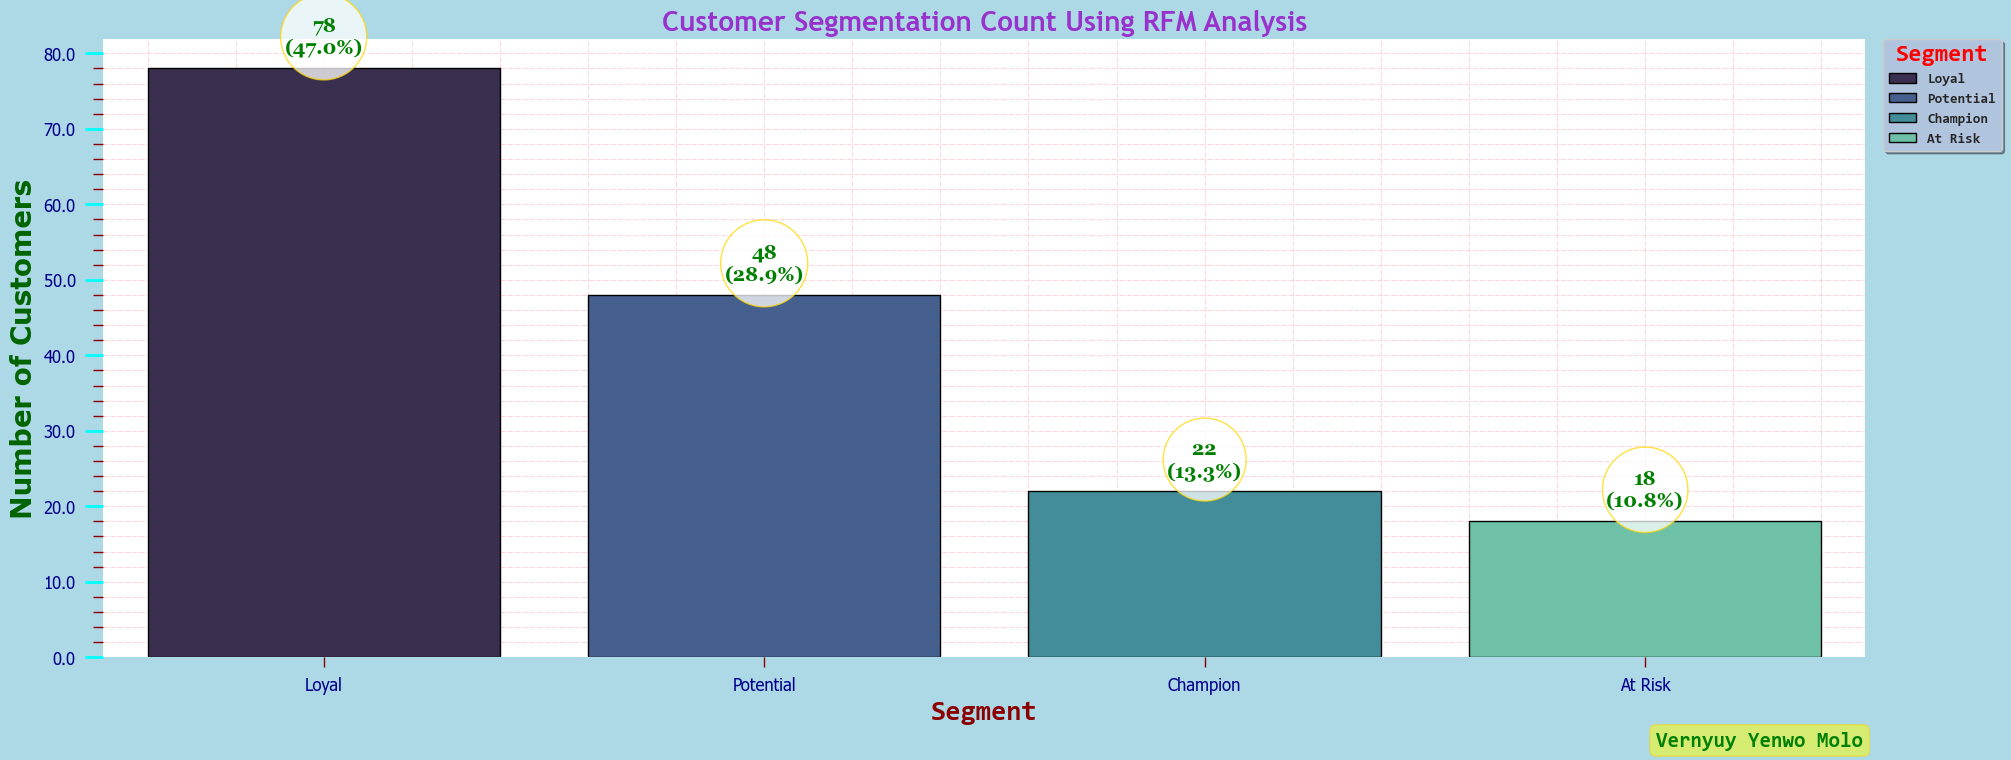 Customer Segmentation Count Using RFM Analysis
78
(47.0%)
48
(28.9%)
22
(13.3%)
18
(10.8%)
Number of Customers
80.0
70.0
60.0
50.0
40.0
30.0
20.0
10.0
0.0
Loyal
Potential
Champion
At Risk
Segment
Segment
Loyal
Potential
Champion
At Risk
Vernyuy Yenwo Molo